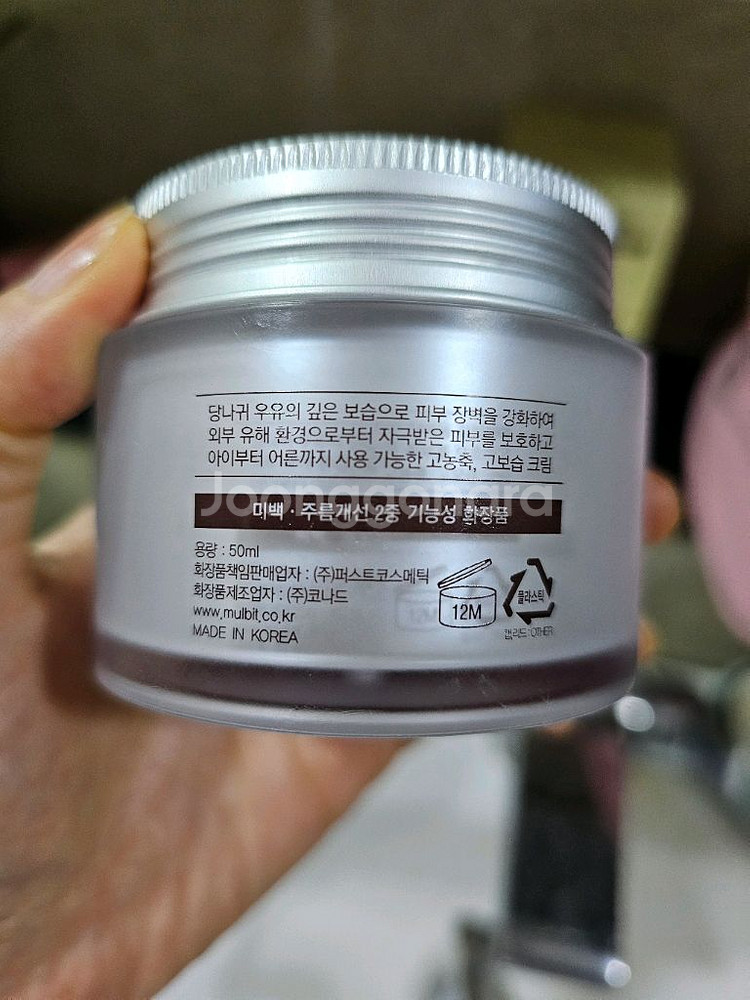 당나귀 우유의 깊은 보습으로 피부 장벽을 강화하여
외부 유해 환경으로부터 자극받은 피부를 보호하고
아이부터 어른까지 사용 가능한 고농축, 고보습 크림
Joonggonara
미백 · 주름개선 2중 기능성 화장품
용량 : 50ml
화장품책임판매업자 : (주)퍼스트코스메틱
화장품제조업자 : (주)코나드
www.mulbit.co.kr
MADE IN KOREA
12M
플라스틱
캡,리드 : OTHER